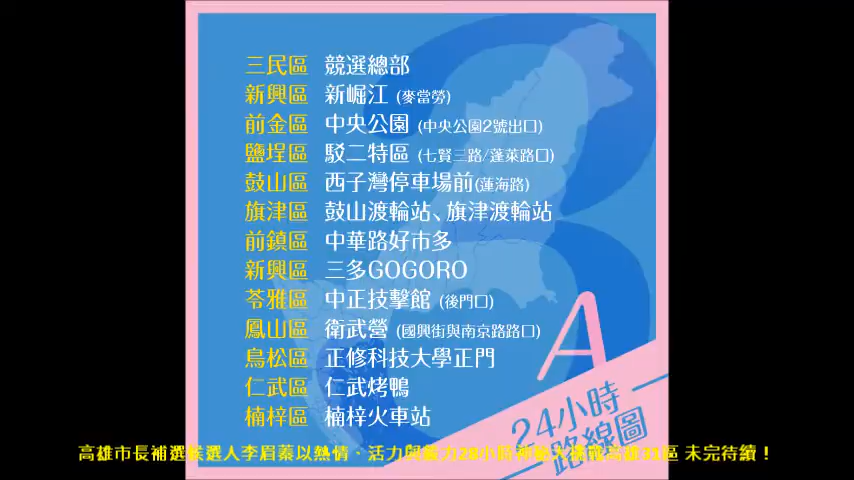 三民區 競選總部
新興區 新崛江 (麥當勞)
前金區 中央公園 (中央公園2號出口)
鹽埕區 駁二特區 (七賢三路/蓬萊路口)
鼓山區 西子灣停車場前(蓮海路)
旗津區 鼓山渡輪站、旗津渡輪站
前鎮區 中華路好市多
新興區 三多GOGORO
苓雅區 中正技擊館 (後門口)
鳳山區 衛武營 (國興街與南京路路口)
鳥松區 正修科技大學正門
仁武區 仁武烤鴨
楠梓區 楠梓火車站
3
A
24小時
路線圖
高雄市長補選候選人李眉蓁以熱情、活力與毅力28小時 高雄31區 未完待續！